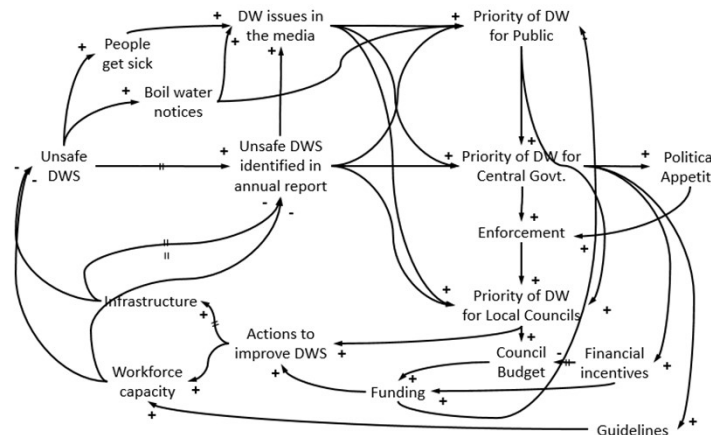 People
get sick
DW issues in
the media
Priority of DW
for Public
Boil water
notices
Unsafe
DWS
Unsafe DWS
identified in
annual report
Priority of DW for
Central Govt.
Politica
Appetit
Enforcement
Infrastructure
Priority of DW
for Local Councils
Actions to
improve DWS
Council
Budget
Financial
incentives
Workforce
capacity
Funding
Guidelines